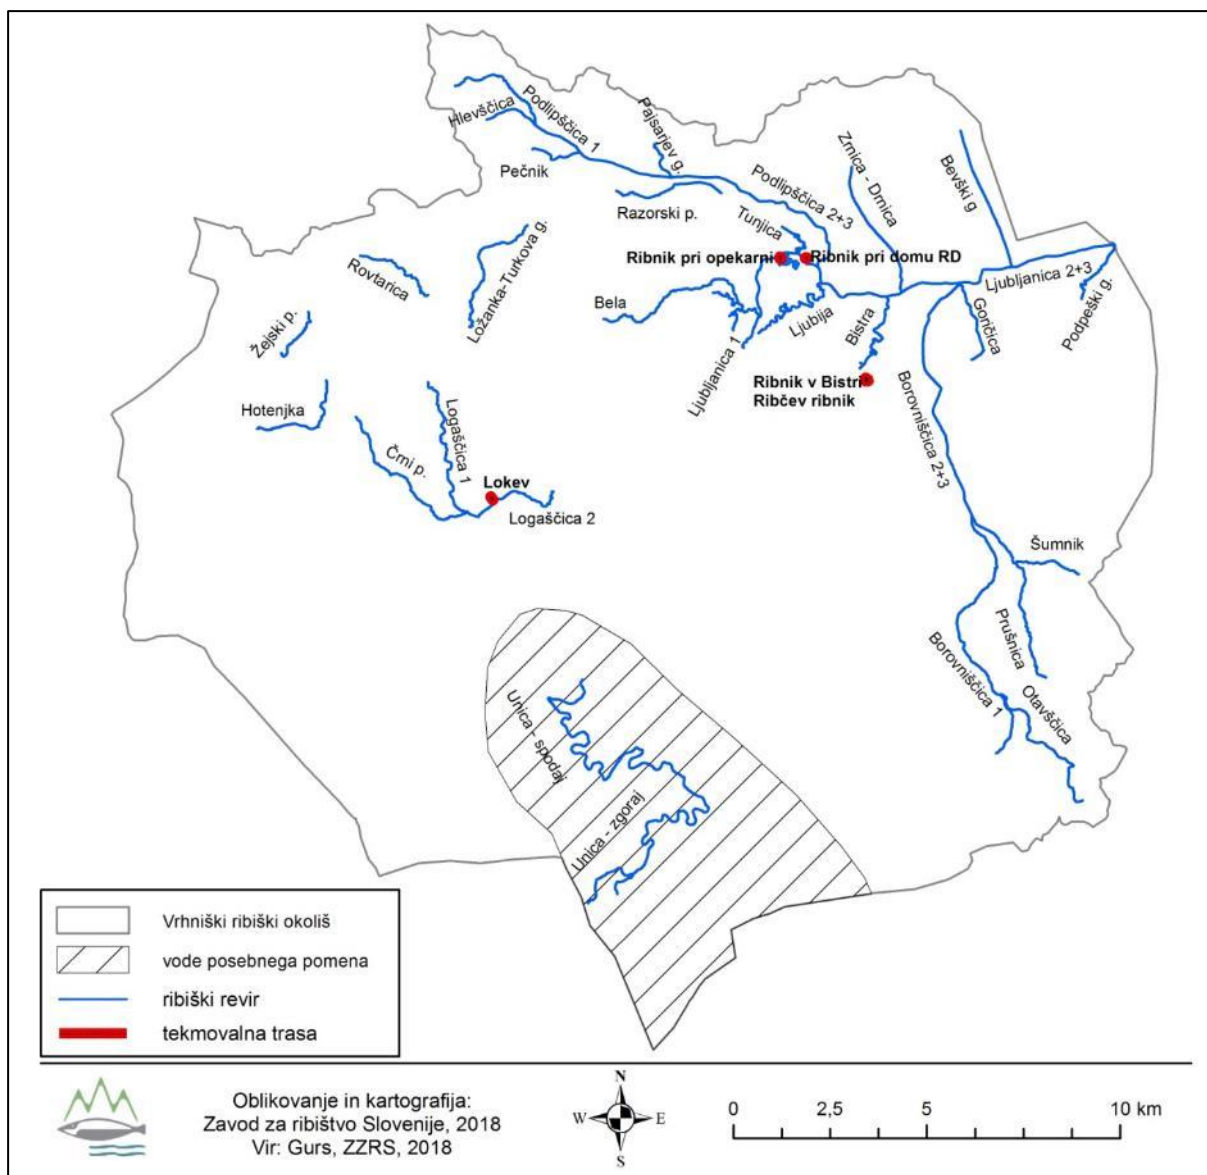 Hlevščica
Podlipščica 1
Pečnik
Pajsarjev g.
Razorski p.
Podlipščica 2+3
Tunjica
Zrnica - Drnica
Bevški g
Ribnik pri opekarni
Ribnik pri domu RD
Rovtarica
Ložanka-Turkova g.
Žejski p.
Bela
Ljubljanica 1
Ljubija
Bistra
Ljubljanica 2+3
Gončica
Podpeški g.
Ribnik v Bistri
Ribčev ribnik
Borovniščica 2+3
Hotenjka
Črni p.
Logaščica 1
Lokev
Logaščica 2
Šumnik
Prušnica
Borovniščica 1
Otavščica
Unica - spodaj
Unica - zgoraj
Vrhniški ribiški okoliš
vode posebnega pomena
ribiški revir
tekmovalna trasa
Oblikovanje in kartografija:
Zavod za ribištvo Slovenije, 2018
Vir: Gurs, ZZRS, 2018
N
W E
S
0 2,5 5 10 km